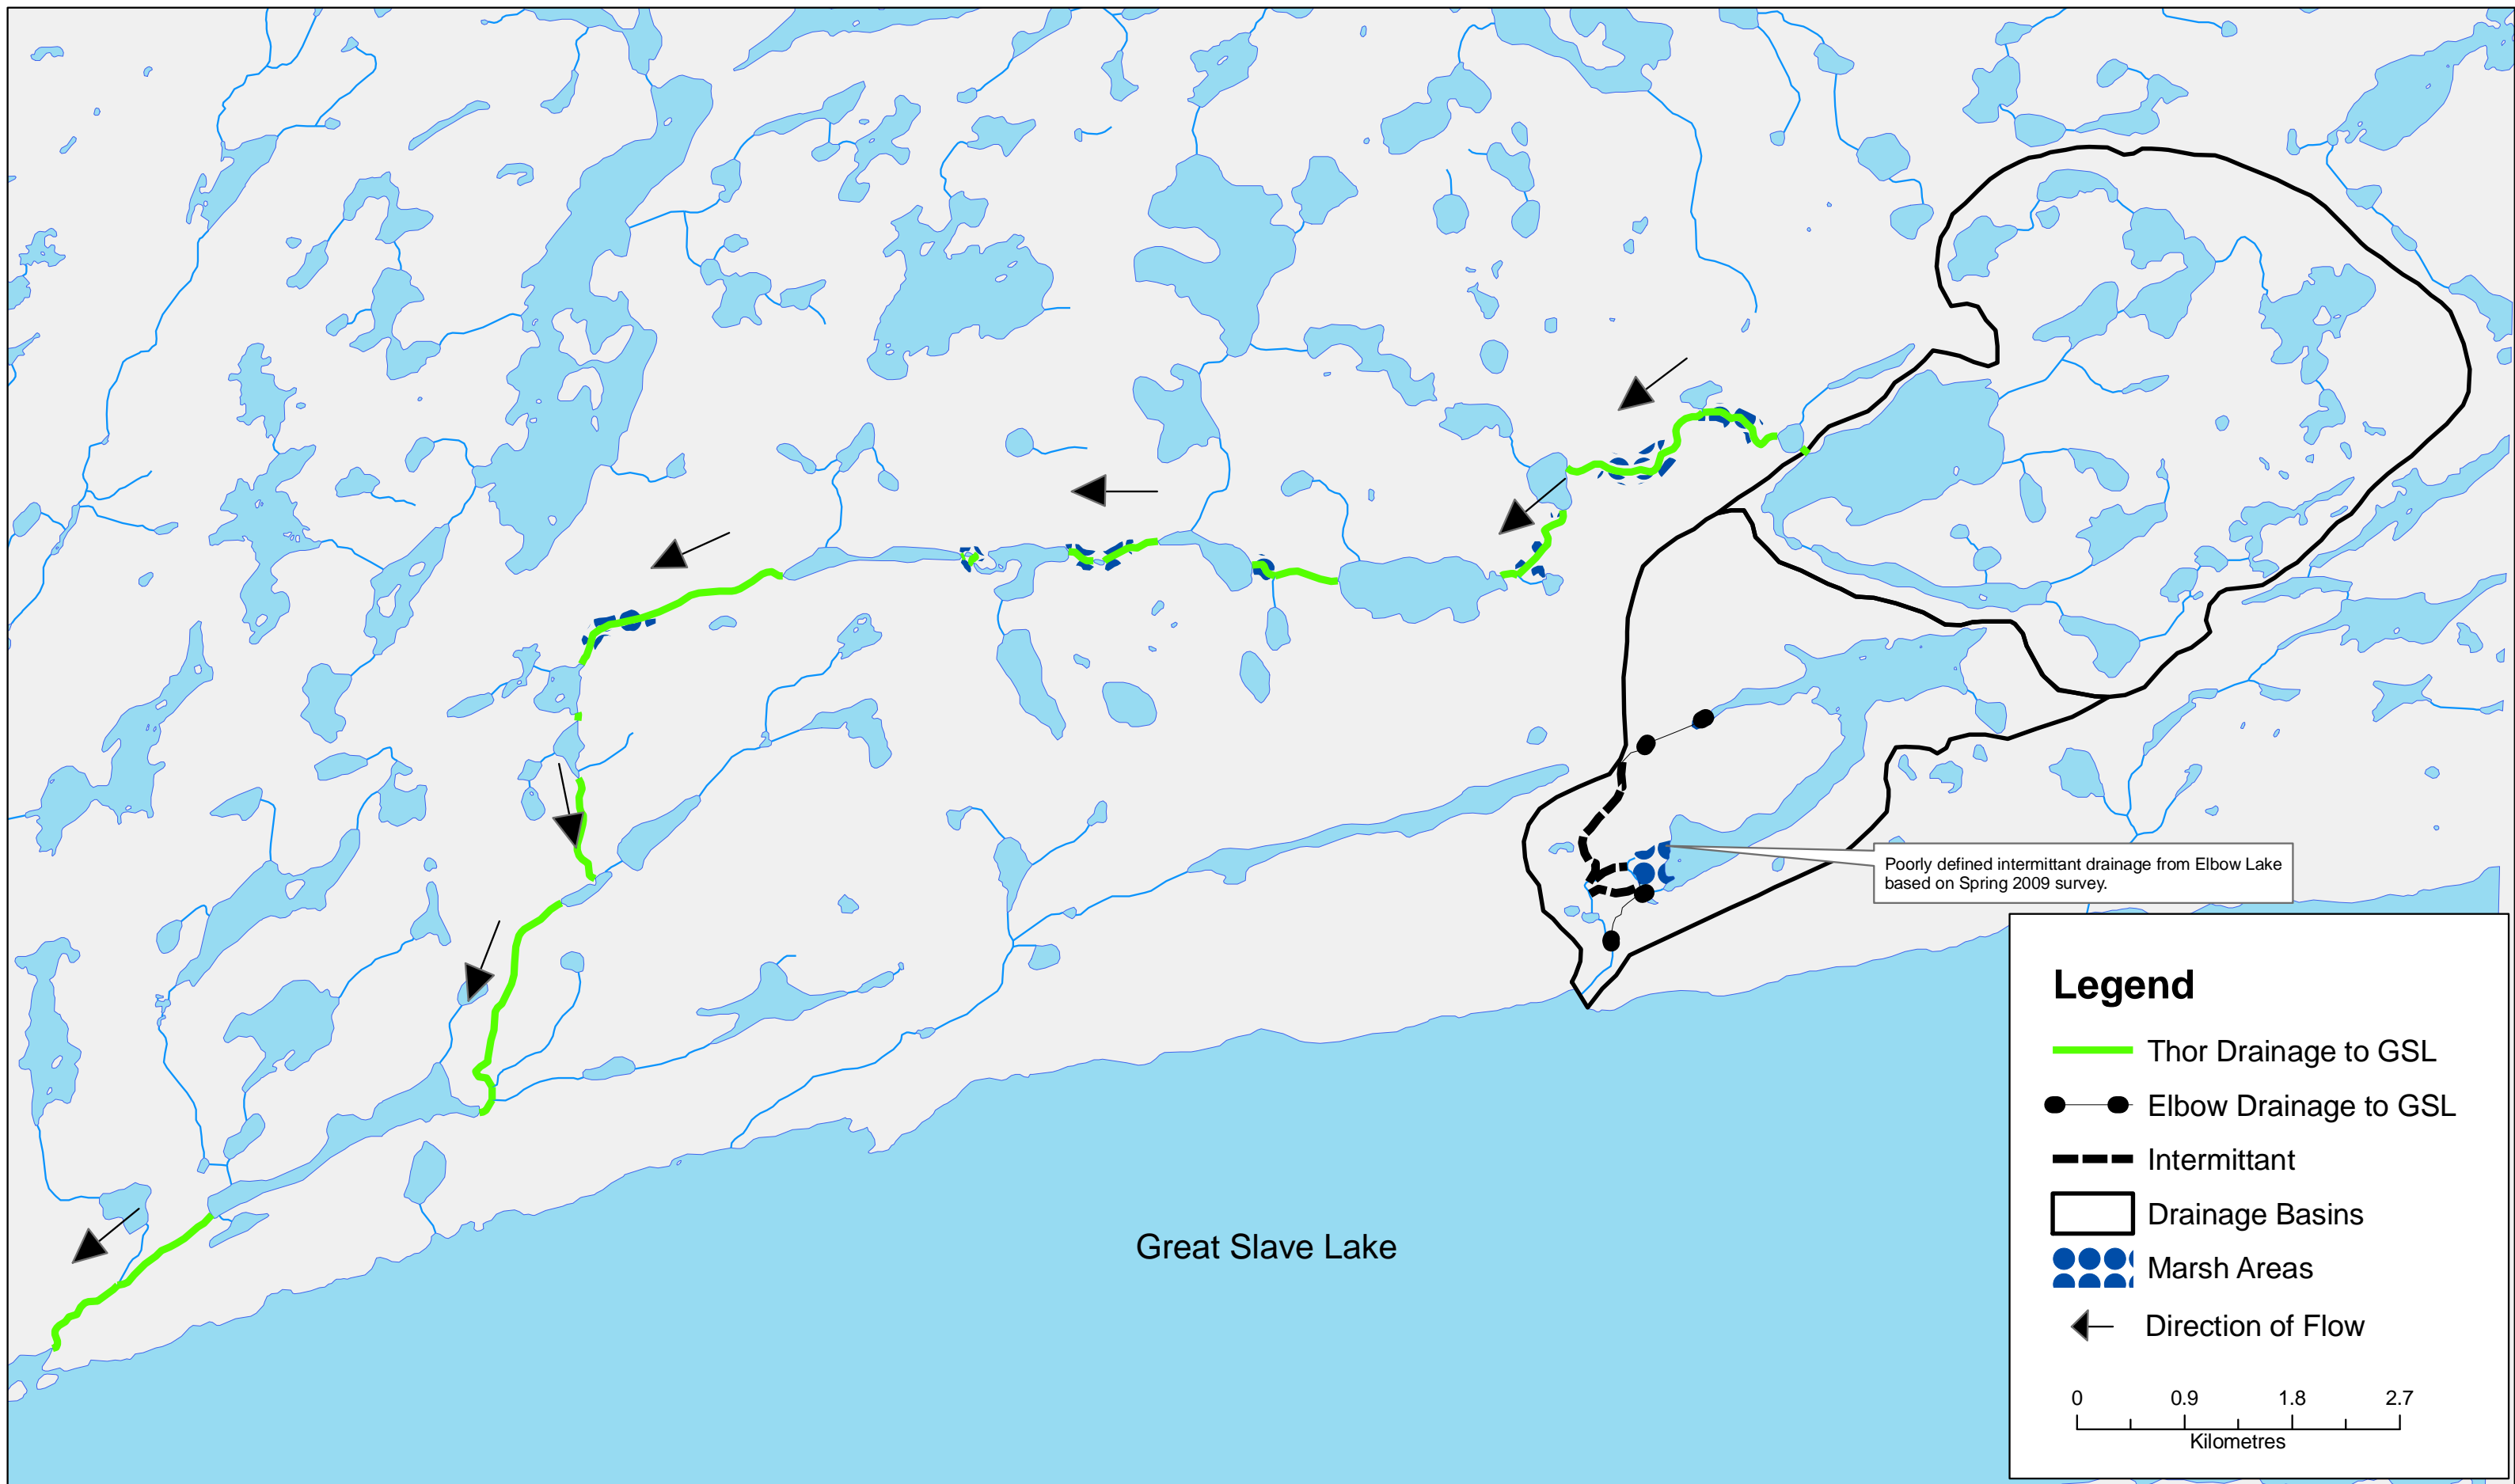 Poorly defined intermittant drainage from Elbow Lake
based on Spring 2009 survey.
Great Slave Lake
Legend
Thor Drainage to GSL
Elbow Drainage to GSL
Intermittant
Drainage Basins
Marsh Areas
Direction of Flow
0 0.9 1.8 2.7
Kilometres